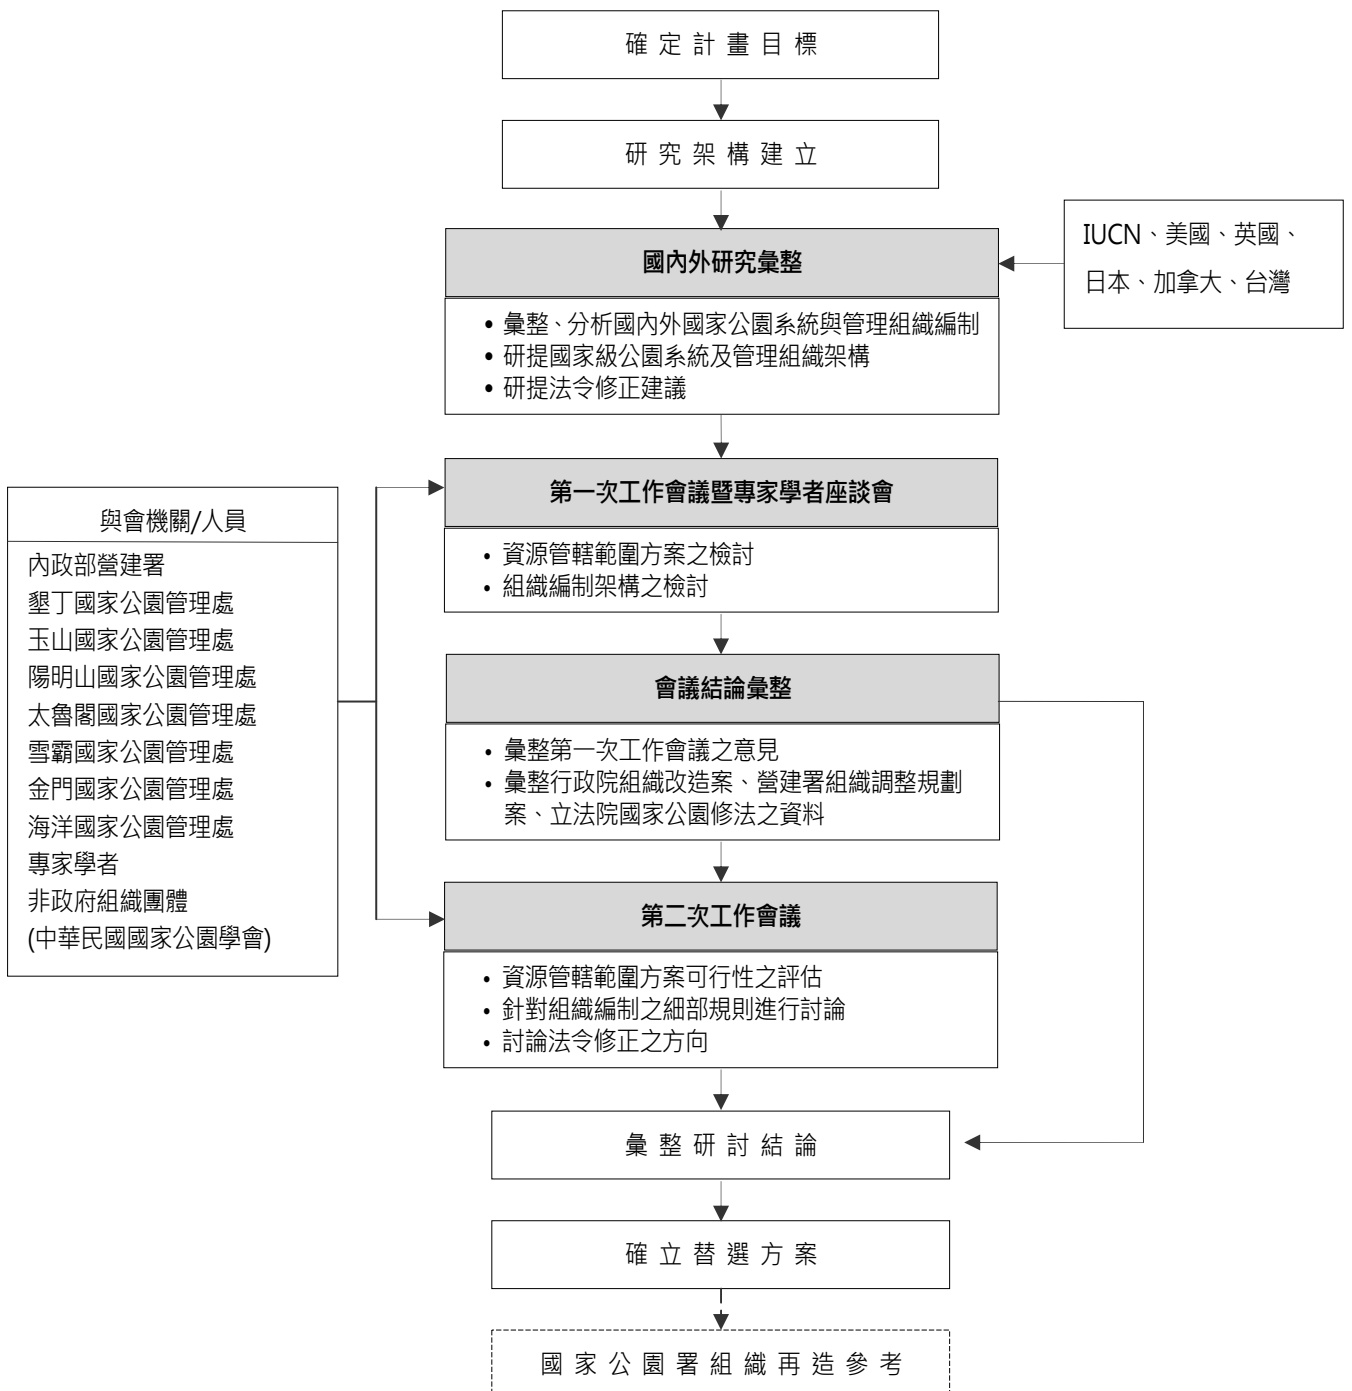 確定計畫目標
研究架構建立
IUCN、美國、英國、
日本、加拿大、台灣
國內外研究彙整
• 彙整、分析國內外國家公園系統與管理組織編制
• 研提國家級公園系統及管理組織架構
• 研提法令修正建議
第一次工作會議暨專家學者座談會
• 資源管轄範圍方案之檢討
• 組織編制架構之檢討
與會機關/人員
內政部營建署
墾丁國家公園管理處
玉山國家公園管理處
陽明山國家公園管理處
太魯閣國家公園管理處
雪霸國家公園管理處
金門國家公園管理處
海洋國家公園管理處
專家學者
非政府組織團體
(中華民國國家公園學會)
會議結論彙整
• 彙整第一次工作會議之意見
• 彙整行政院組織改造案、營建署組織調整規劃
案、立法院國家公園修法之資料
第二次工作會議
• 資源管轄範圍方案可行性之評估
• 針對組織編制之細部規則進行討論
• 討論法令修正之方向
彙整研討結論
確立替選方案
國家公園署組織再造參考